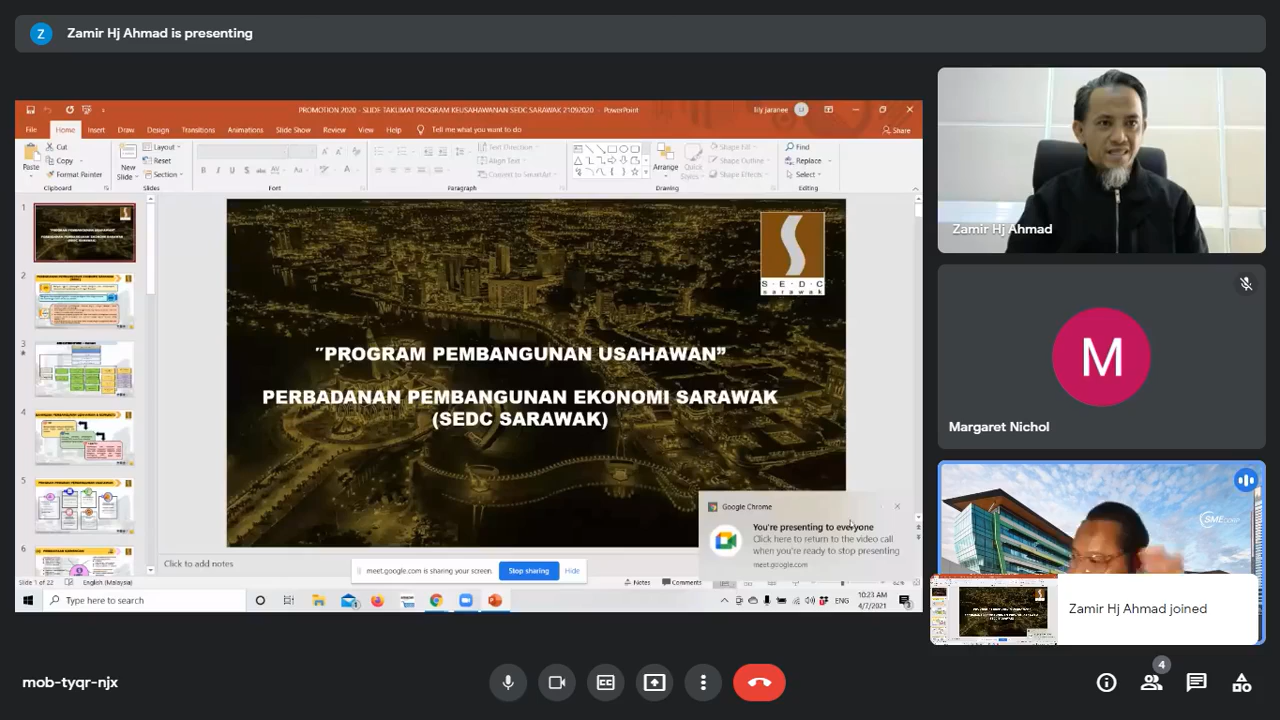 Z
Zamir Hj Ahmad is presenting
PROMOTION 2020 - SLIDE TAKLIMAT PROGRAM KEUSAHAWANAN SEDC SARAWAK 21092020 - PowerPoint
lily jaranee
File Home Insert Draw Design Transitions Animations Slide Show Review View Help Tell me what you want to do
Share
Paste
Cut
Copy
Format Painter
Clipboard
New Slide
Layout
Reset
Section
Slides
Font
Text Direction
Align Text
Convert to SmartArt
Paragraph
Arrange
Quick Styles
Shape Fill
Shape Outline
Shape Effects
Drawing
Find
Replace
Select
Editing
1
2
3
4
5
6
S·E·D·C
sarawak
"PROGRAM PEMBANGUNAN USAHAWAN”
PERBADANAN PEMBANGUNAN EKONOMI SARAWAK
(SEDC SARAWAK)
Google Chrome
You're presenting to everyone
Click here to return to the video call
when you're ready to stop presenting
meet.google.com
Click to add notes
meet.google.com is sharing your screen.
Stop sharing
Hide
Slide 1 of 22
English (Malaysia)
Notes
Comments
Type here to search
ENG
10:23 AM
4/7/2021
Zamir Hj Ahmad
M
Margaret Nichol
SME CORP
Zamir Hj Ahmad joined
mob-tyqr-njx
4